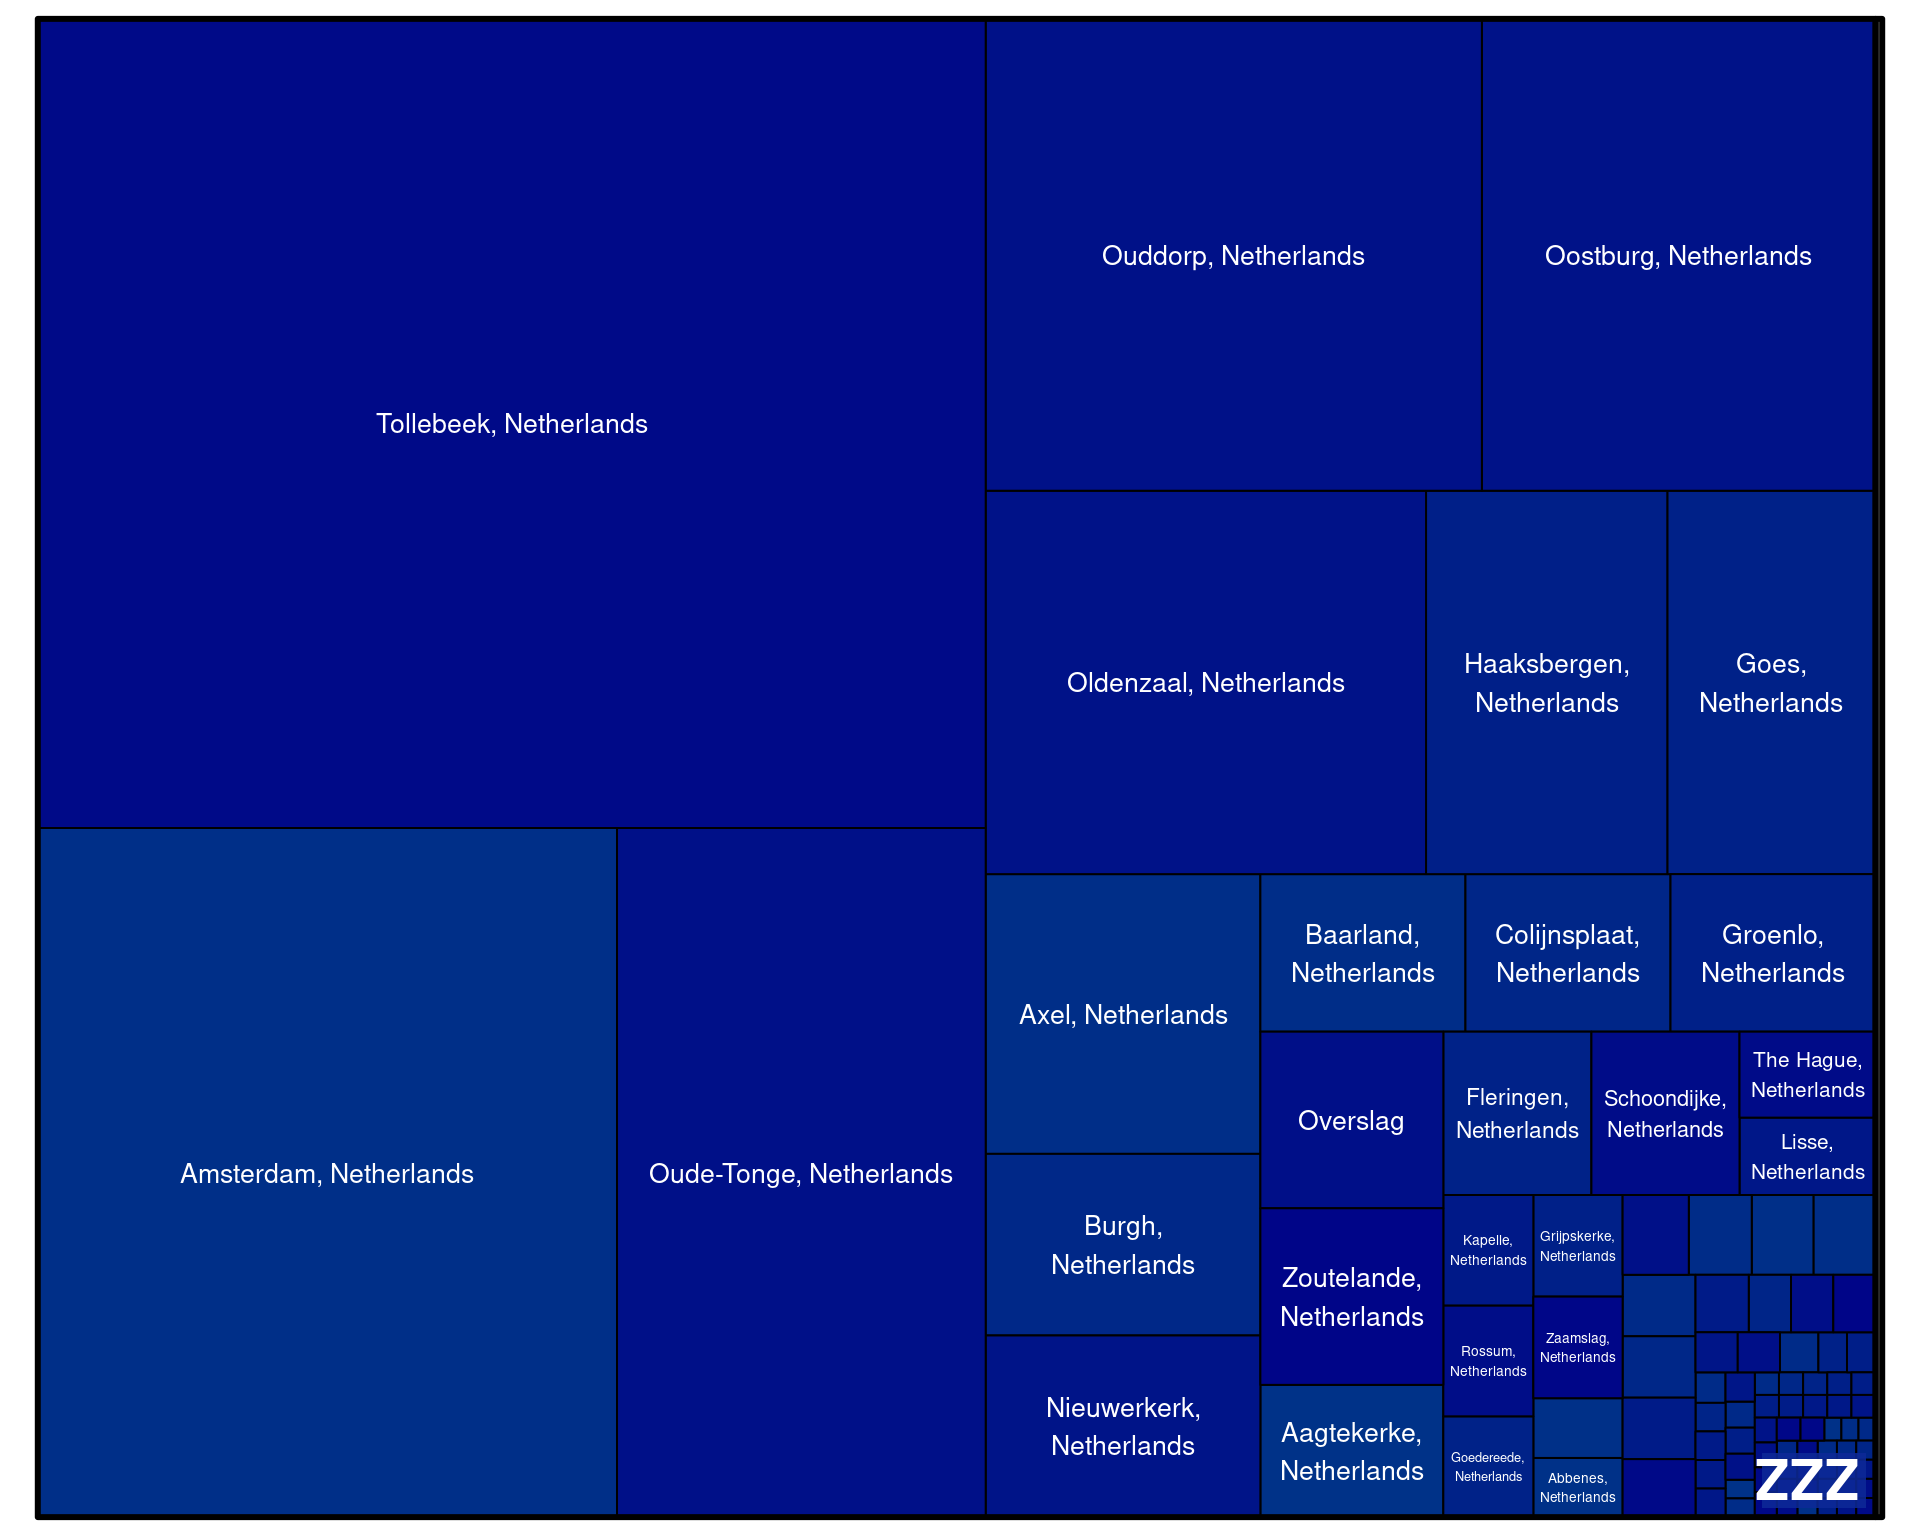 Tollebeek, Netherlands
Ouddorp, Netherlands
Oostburg, Netherlands
Oldenzaal, Netherlands
Haaksbergen,
Netherlands
Goes,
Netherlands
Amsterdam, Netherlands
Oude-Tonge, Netherlands
Axel, Netherlands
Baarland,
Netherlands
Colijnsplaat,
Netherlands
Groenlo,
Netherlands
Burgh,
Netherlands
Nieuwerkerk,
Netherlands
Overslag
Zoutelande,
Netherlands
Aagtekerke,
Netherlands
Fleringen,
Netherlands
Schoondijke,
Netherlands
The Hague,
Netherlands
Lisse,
Netherlands
Kapelle,
Netherlands
Grijpskerke,
Netherlands
Rossum,
Netherlands
Zaamslag,
Netherlands
Goedereede,
Netherlands
Abbenes,
Netherlands
ZZZ